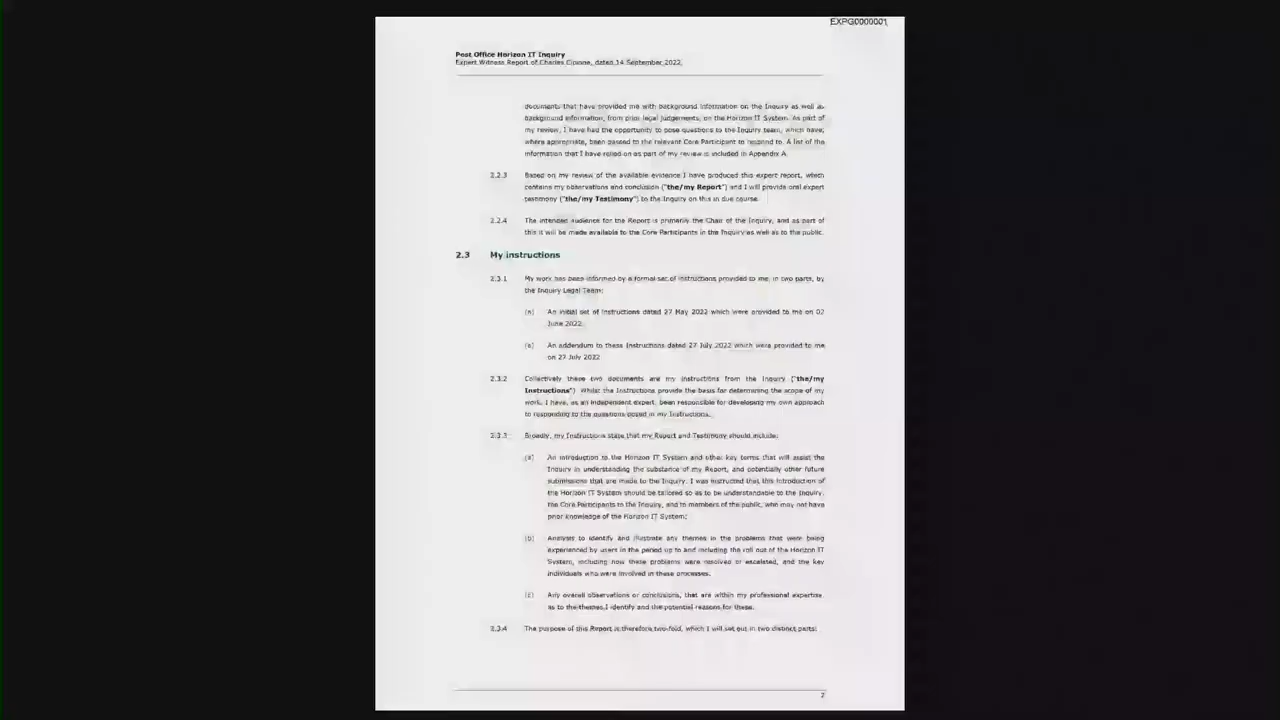 EXPG0000001
Post Office Horizon IT Inquiry
Expert Witness Report of Charles Cipione, dated 14 September 2022
documents that have provided me with background information on the Inquiry as well as
background information, from prior legal judgements, on the Horizon IT System. As part of
my review, I have had the opportunity to pose questions to the Inquiry team, which have,
where appropriate, been passed to the relevant Core Participant to respond to. A list of the
information that I have relied on as part of my review is included in Appendix A.
2.2.3 Based on my review of the available evidence I have produced this expert report, which
contains my observations and conclusion ("the/my Report") and I will provide oral expert
testimony ("the/my Testimony") to the Inquiry on this in due course.
2.2.4 The intended audience for the Report is primarily the Chair of the Inquiry, and as part of
this it will be made available to the Core Participants in the Inquiry as well as to the public.
2.3 My instructions
2.3.1 My work has been informed by a formal set of instructions provided to me, in two parts, by
the Inquiry Legal Team:
(a) An initial set of instructions dated 27 May 2022 which were provided to me on 02
June 2022.
An addendum to these Instructions dated 27 July 2022 which were provided to me
on 27 July 2022
2.3.2 Collectively these two documents are my instructions from the Inquiry ("the/my
Instructions"). Whilst the Instructions provide the basis for determining the scope of my
work, I have, as an independent expert, been responsible for developing my own approach
to responding to the questions posed in my Instructions.
2.3.3 Broadly, my Instructions state that my Report and Testimony should include:
(a) An introduction to the Horizon IT System and other key terms that will assist the
Inquiry in understanding the substance of my Report, and potentially other future
submissions that are made to the Inquiry. I was instructed that this introduction of
the Horizon IT System should be tailored so as to be understandable to the Inquiry,
the Core Participants to the Inquiry, and to members of the public, who may not have
prior knowledge of the Horizon IT System;
(b) Analysis to identify and illustrate any themes in the problems that were being
experienced by users in the period up to and including the roll out of the Horizon IT
System, including how these problems were resolved or escalated, and the key
individuals who were involved in these processes.
(c) Any overall observations or conclusions, that are within my professional expertise,
as to the themes I identify and the potential reasons for these.
2.3.4 The purpose of this Report is therefore two-fold, which I will set out in two distinct parts:
2